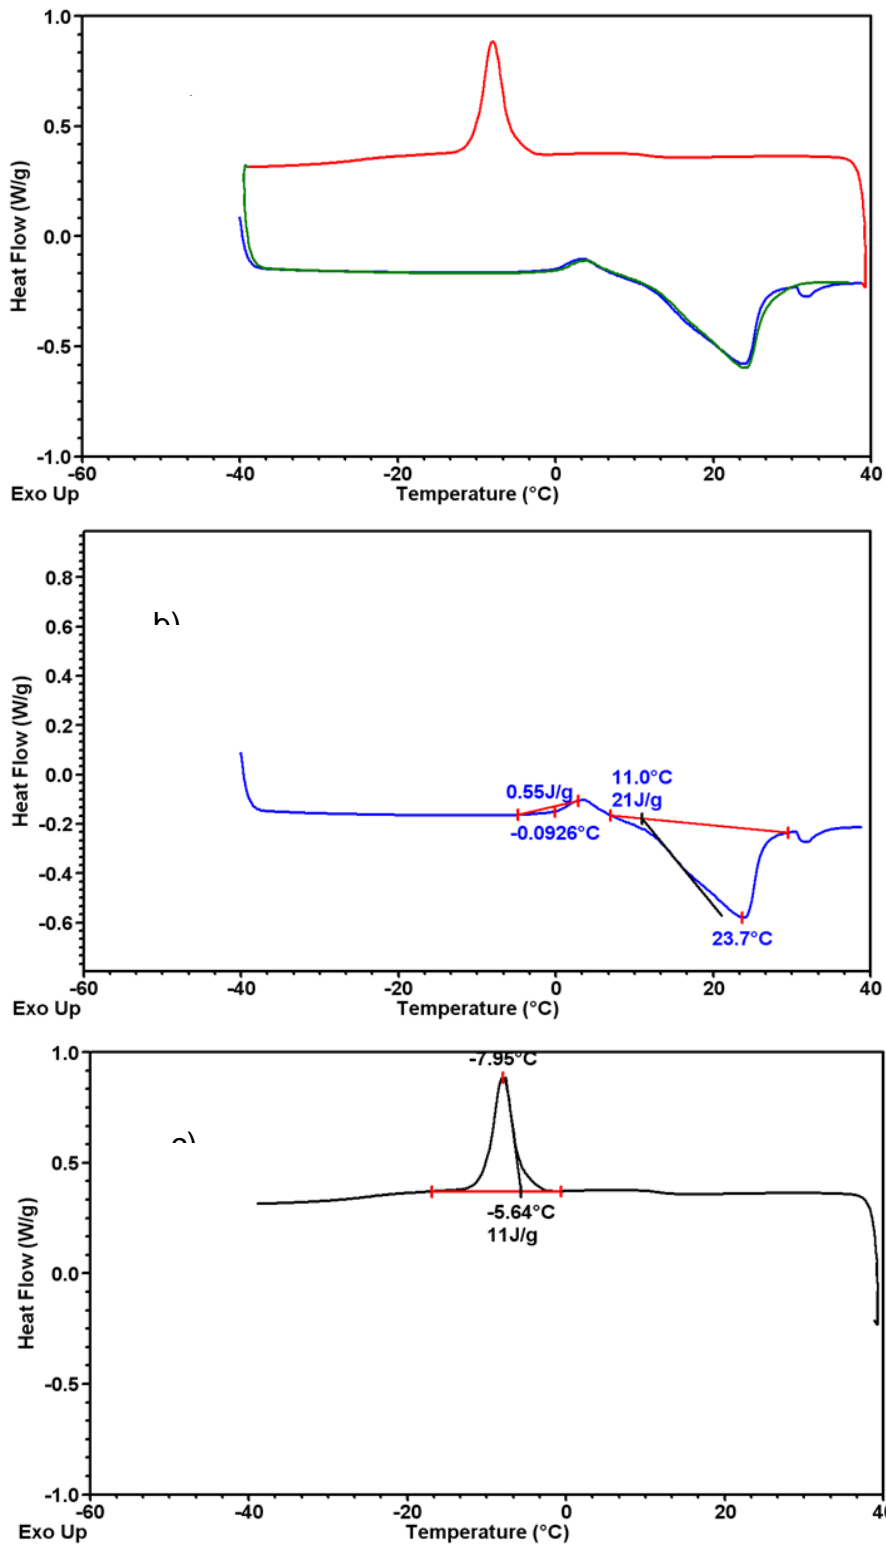 1.0
0.5
0.0
-0.5
-1.0
Heat Flow (W/g)
-60 -40 -20 0 20 40
Exo Up Temperature (°C)
b)
0.8
0.6
0.4
0.2
0.0
-0.2
-0.4
-0.6
Heat Flow (W/g)
0.55J/g
-0.0926°C
11.0°C
21J/g
23.7°C
-60 -40 -20 0 20 40
Exo Up Temperature (°C)
1.0
0.5
0.0
-0.5
-1.0
Heat Flow (W/g)
-7.95°C
-5.64°C
11J/g
-60 -40 -20 0 20
Exo Up Temperature (°C)